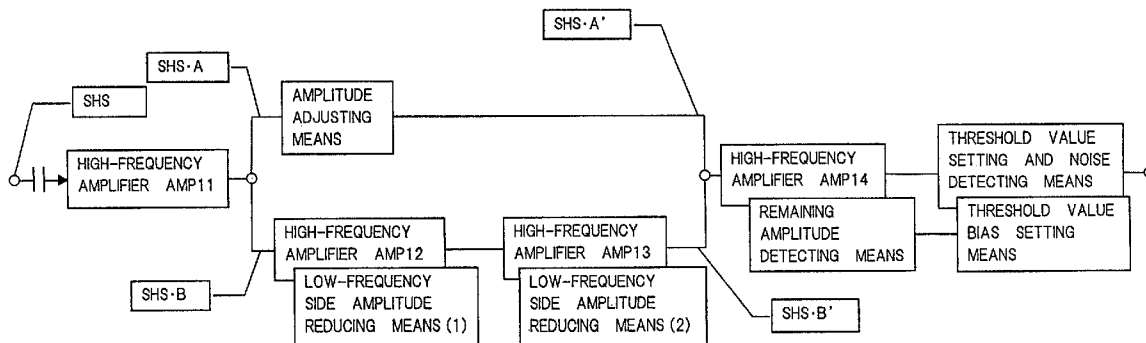 SHS
SHS·A
SHS·A'
AMPLITUDE
ADJUSTING
MEANS
HIGH-FREQUENCY
AMPLIFIER AMP11
HIGH-FREQUENCY
AMPLIFIER AMP12
LOW-FREQUENCY
SIDE AMPLITUDE
REDUCING MEANS(1)
SHS·B
HIGH-FREQUENCY
AMPLIFIER AMP13
LOW-FREQUENCY
SIDE AMPLITUDE
REDUCING MEANS(2)
SHS·B'
HIGH-FREQUENCY
AMPLIFIER AMP14
REMAINING
AMPLITUDE
DETECTING MEANS
THRESHOLD VALUE
SETTING AND NOISE
DETECTING MEANS
THRESHOLD VALUE
BIAS SETTING
MEANS